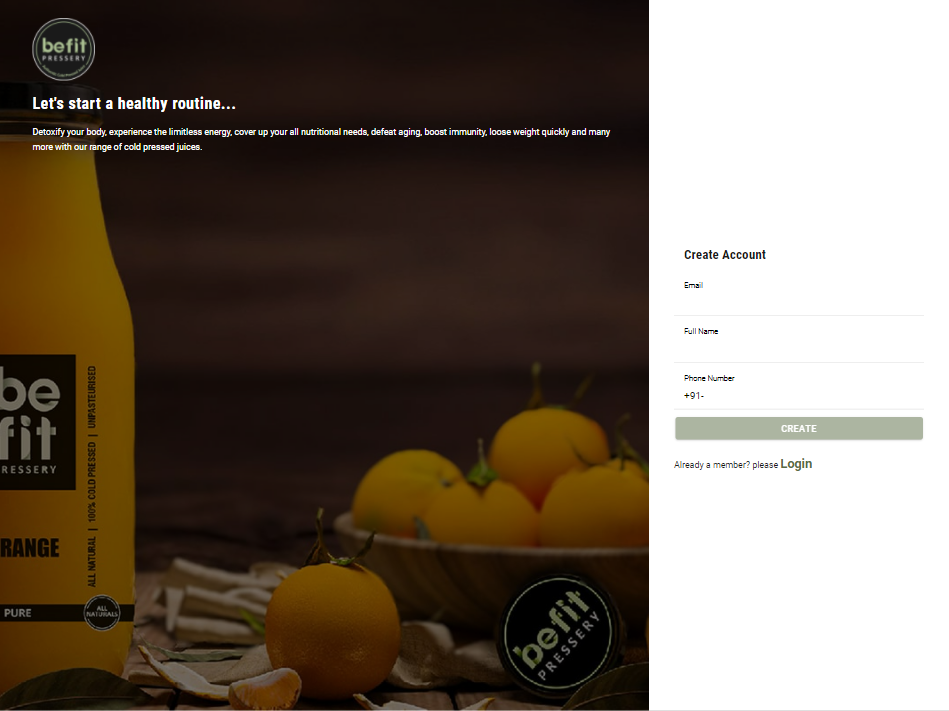 befit
PRESSERY
Let's start a healthy routine...
Detoxify your body, experience the limitless energy, cover up your all nutritional needs, defeat aging, boost immunity, loose weight quickly and many
more with our range of cold pressed juices.
be
fit
RESSERY
ALL NATURAL | 100% COLD PRESSED | UNPASTEURISED
RANGE
PURE
ALL
NATURALS
befit
PRESSERY
Create Account
Email
Full Name
Phone Number
+91-
CREATE
Already a member? please Login